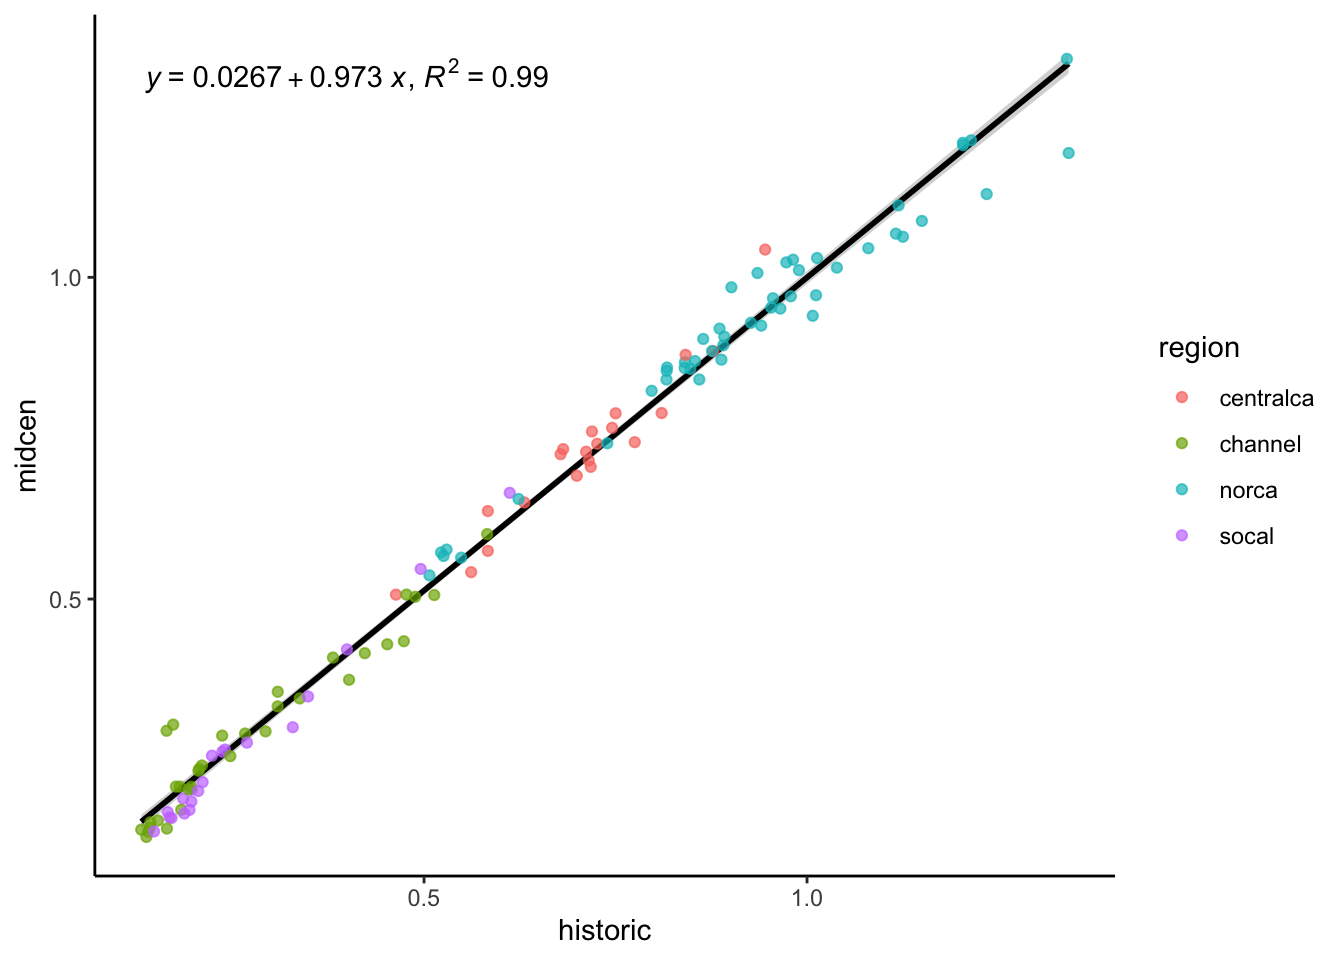 y = 0.0267 + 0.973 x, R² = 0.99
1.0
0.5
midcen
0.5
1.0
historic
region
centralca
channel
norca
socal